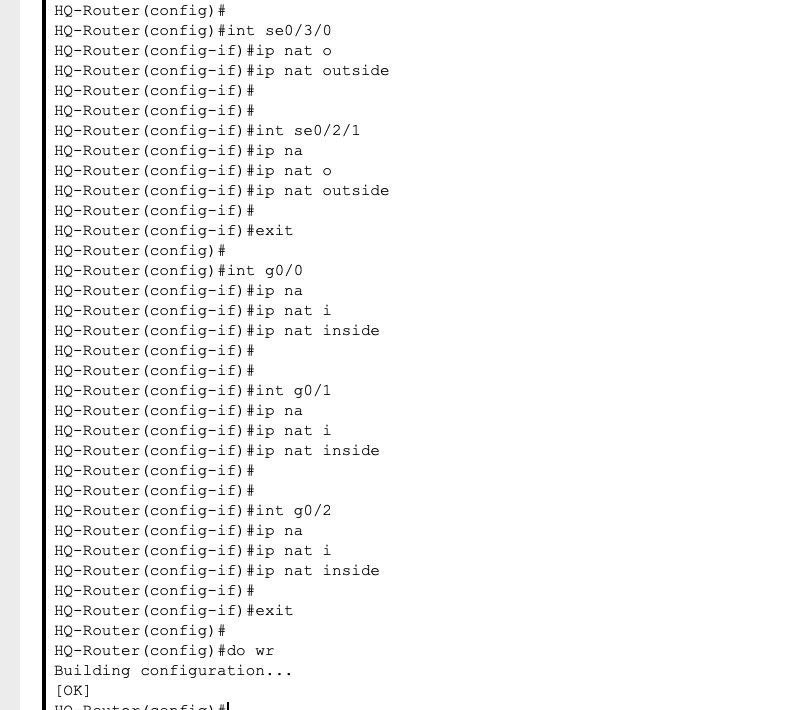 HQ-Router(config)#
HQ-Router(config)#int se0/3/0
HQ-Router(config-if)#ip nat o
HQ-Router(config-if)#ip nat outside
HQ-Router(config-if)#
HQ-Router(config-if)#
HQ-Router(config-if)#int se0/2/1
HQ-Router(config-if)#ip na
HQ-Router(config-if)#ip nat o
HQ-Router(config-if)#ip nat outside
HQ-Router(config-if)#
HQ-Router(config-if)#exit
HQ-Router(config)#
HQ-Router(config)#int g0/0
HQ-Router(config-if)#ip na
HQ-Router(config-if)#ip nat i
HQ-Router(config-if)#ip nat inside
HQ-Router(config-if)#
HQ-Router(config-if)#
HQ-Router(config-if)#int g0/1
HQ-Router(config-if)#ip na
HQ-Router(config-if)#ip nat i
HQ-Router(config-if)#ip nat inside
HQ-Router(config-if)#
HQ-Router(config-if)#
HQ-Router(config-if)#int g0/2
HQ-Router(config-if)#ip na
HQ-Router(config-if)#ip nat i
HQ-Router(config-if)#ip nat inside
HQ-Router(config-if)#
HQ-Router(config-if)#exit
HQ-Router(config)#
HQ-Router(config)#do wr
Building configuration...
[OK]
HQ-Router(config)#